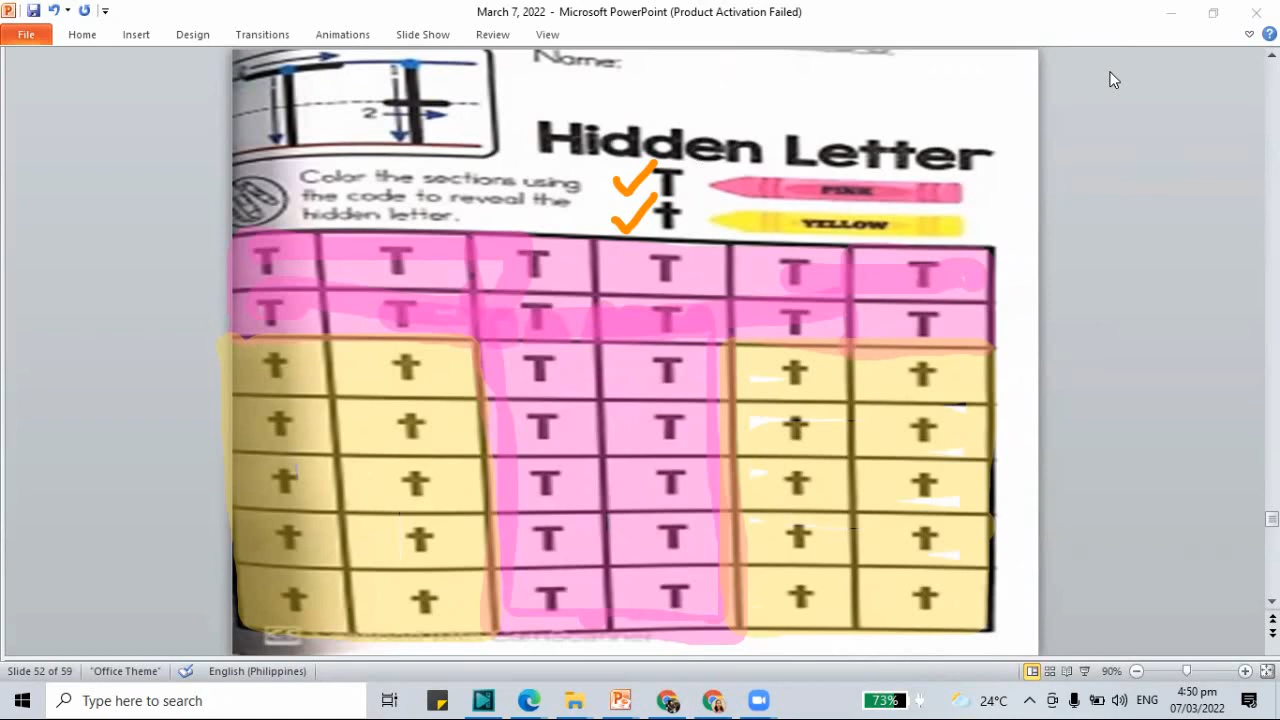 March 7, 2022 - Microsoft PowerPoint (Product Activation Failed)
File Home Insert Design Transitions Animations Slide Show Review View
Name:
2
Hidden Letter
Color the sections using
the code to reveal the
hidden letter.
T PINK
t YELLOW
T T T T T T
T T T T T T
t t T T t t
t t T T t t
t t T T t t
t t T T t t
t t T T t t
Slide 52 of 59 "Office Theme" English (Philippines) 90%
Type here to search 73% 24°C ENG 4:50 pm
07/03/2022